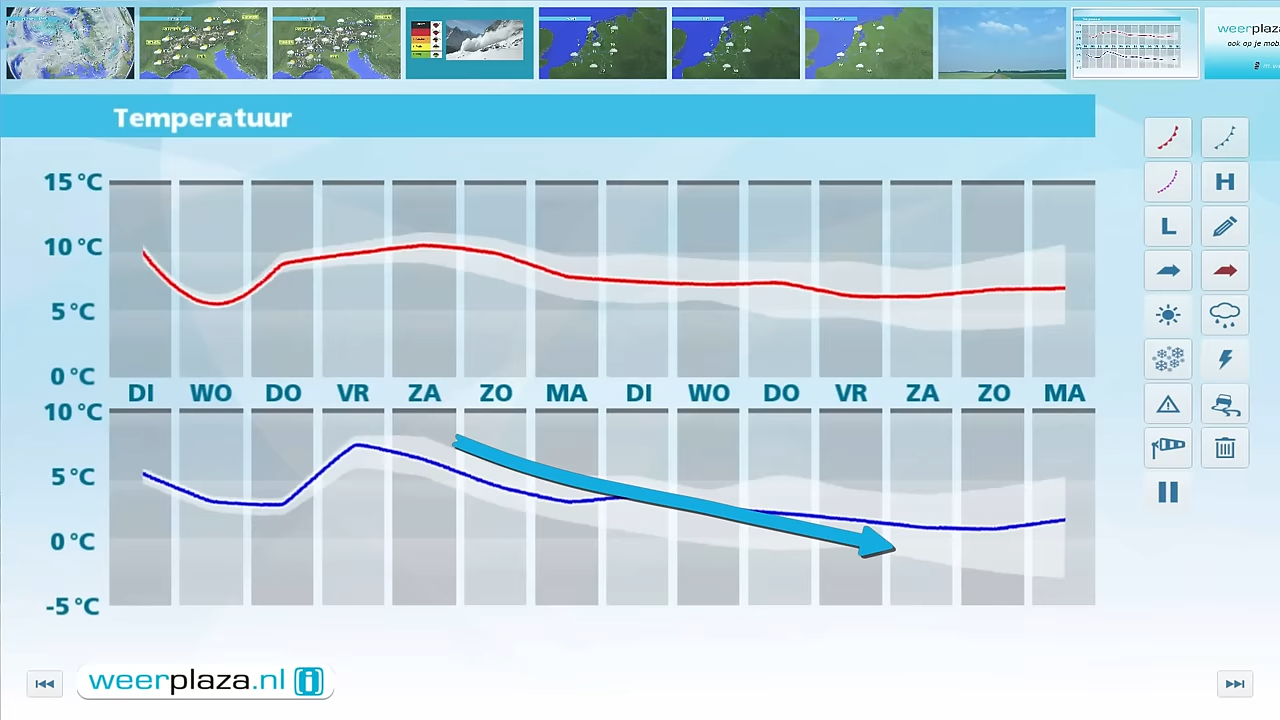 weerplaza
ook op je mob
Temperatuur
15 °C
10 °C
5 °C
0 °C
DI WO DO VR ZA ZO MA DI WO DO VR ZA ZO MA
10 °C
5 °C
0 °C
-5 °C
H
L
weerplaza.nl [i]